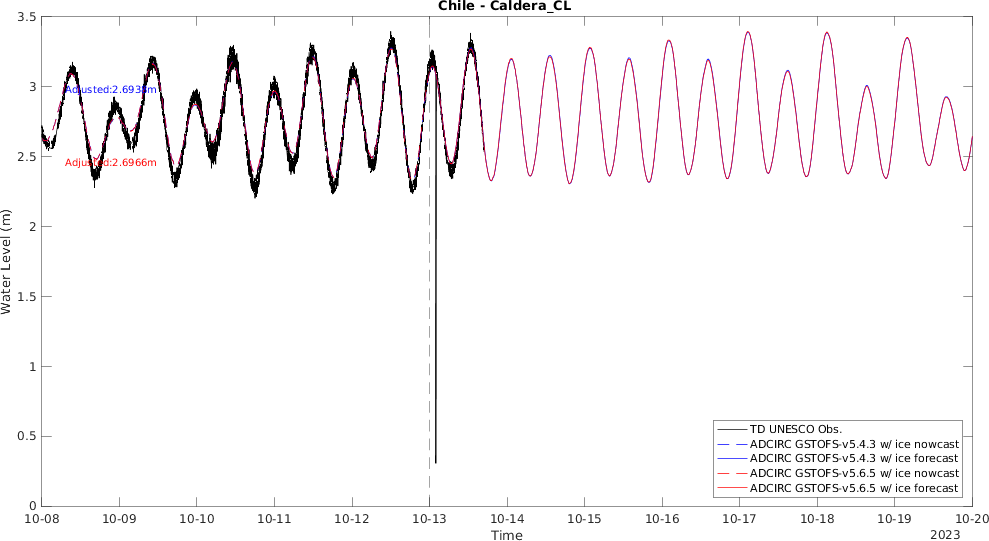 Chile - Caldera_CL
3.5
3
2.5
2
1.5
1
0.5
0
Water Level (m)
Adjusted:2.6938m
Adjusted:2.6966m
TD UNESCO Obs.
ADCIRC GSTOFS-v5.4.3 w/ ice nowcast
ADCIRC GSTOFS-v5.4.3 w/ ice forecast
ADCIRC GSTOFS-v5.6.5 w/ ice nowcast
ADCIRC GSTOFS-v5.6.5 w/ ice forecast
10-08 10-09 10-10 10-11 10-12 10-13 10-14 10-15 10-16 10-17 10-18 10-19 10-20
Time
2023